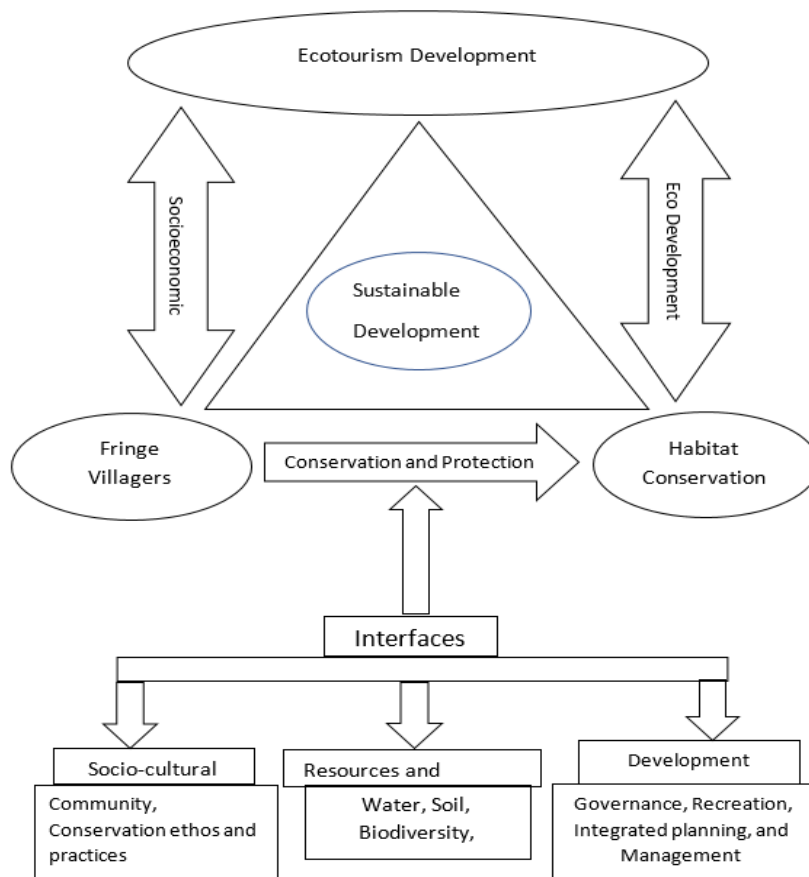 Ecotourism Development
Socioeconomic
Eco Development
Sustainable
Development
Fringe
Villagers
Conservation and Protection
Habitat
Conservation
Interfaces
Socio-cultural
Community,
Conservation ethos and
practices
Resources and
Water, Soil,
Biodiversity,
Development
Governance, Recreation,
Integrated planning, and
Management